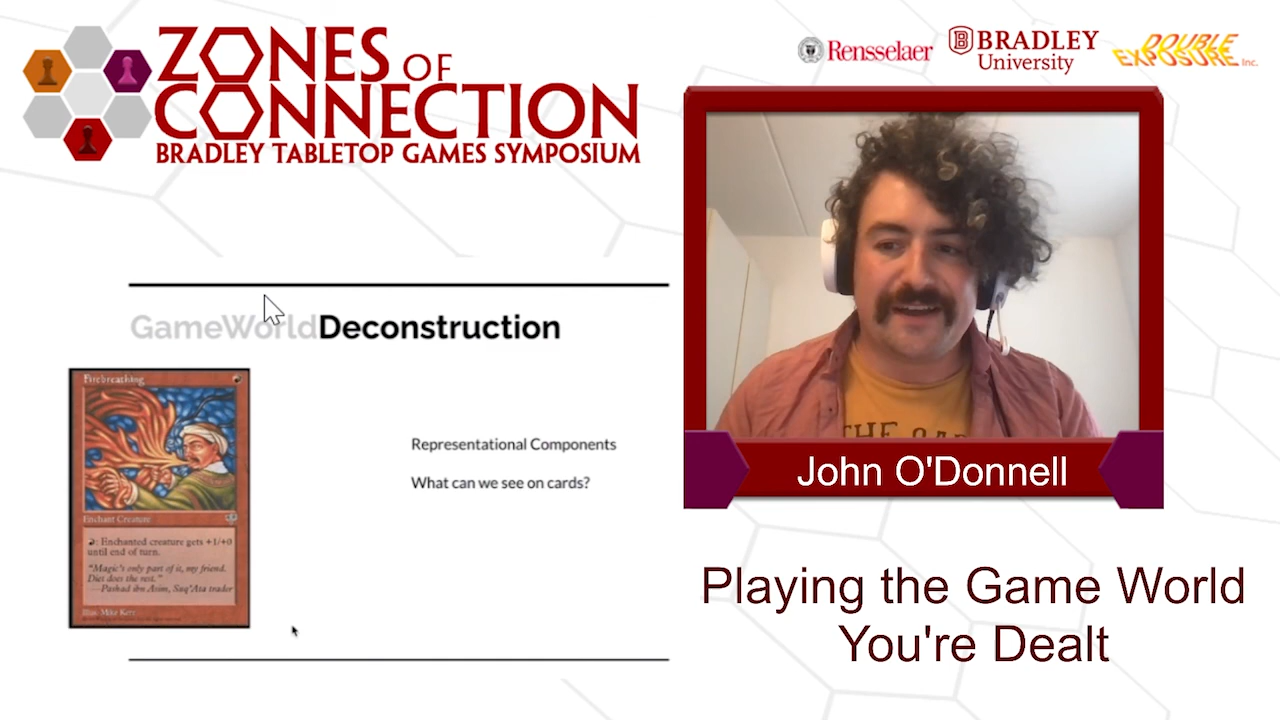 ZONES OF
CONNECTION
BRADLEY TABLETOP GAMES SYMPOSIUM
Rensselaer
BRADLEY
University
DOUBLE
EXPOSURE Inc.
GameWorldDeconstruction
Firebreathing
Enchant Creature
: Enchanted creature gets +1/+0
until end of turn.
"Magic's only part of it, my friend.
Diet does the rest."
—Pashad ibn Asim, Suq'Ata trader
Illus. Mike Kerr
Representational Components
What can we see on cards?
THE
John O'Donnell
Playing the Game World
You're Dealt